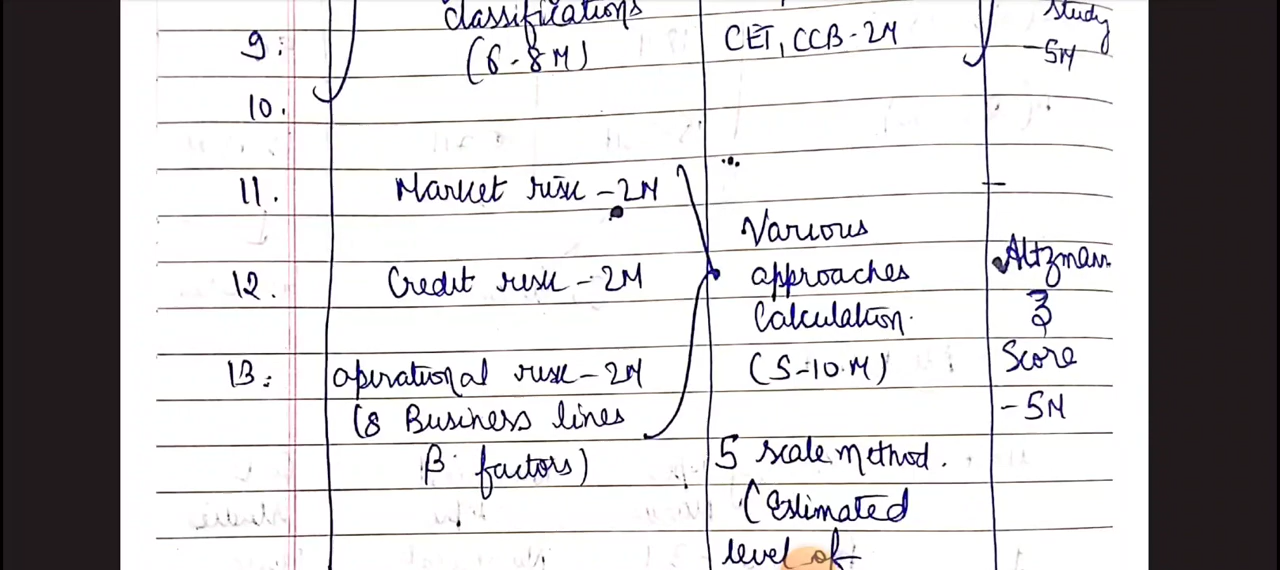 classifications
9:
(6-8M)
CET, CCB-2M
study
-5M
10.
11.
Market risk -2M
Various
12.
Credit risk -2M
approaches
Calculation.
(5-10.M)
13:
operational risk -2M
(8 Business lines
β factors)
5 scale method.
(Estimated
level of
Altzman
Z
Score
-5M